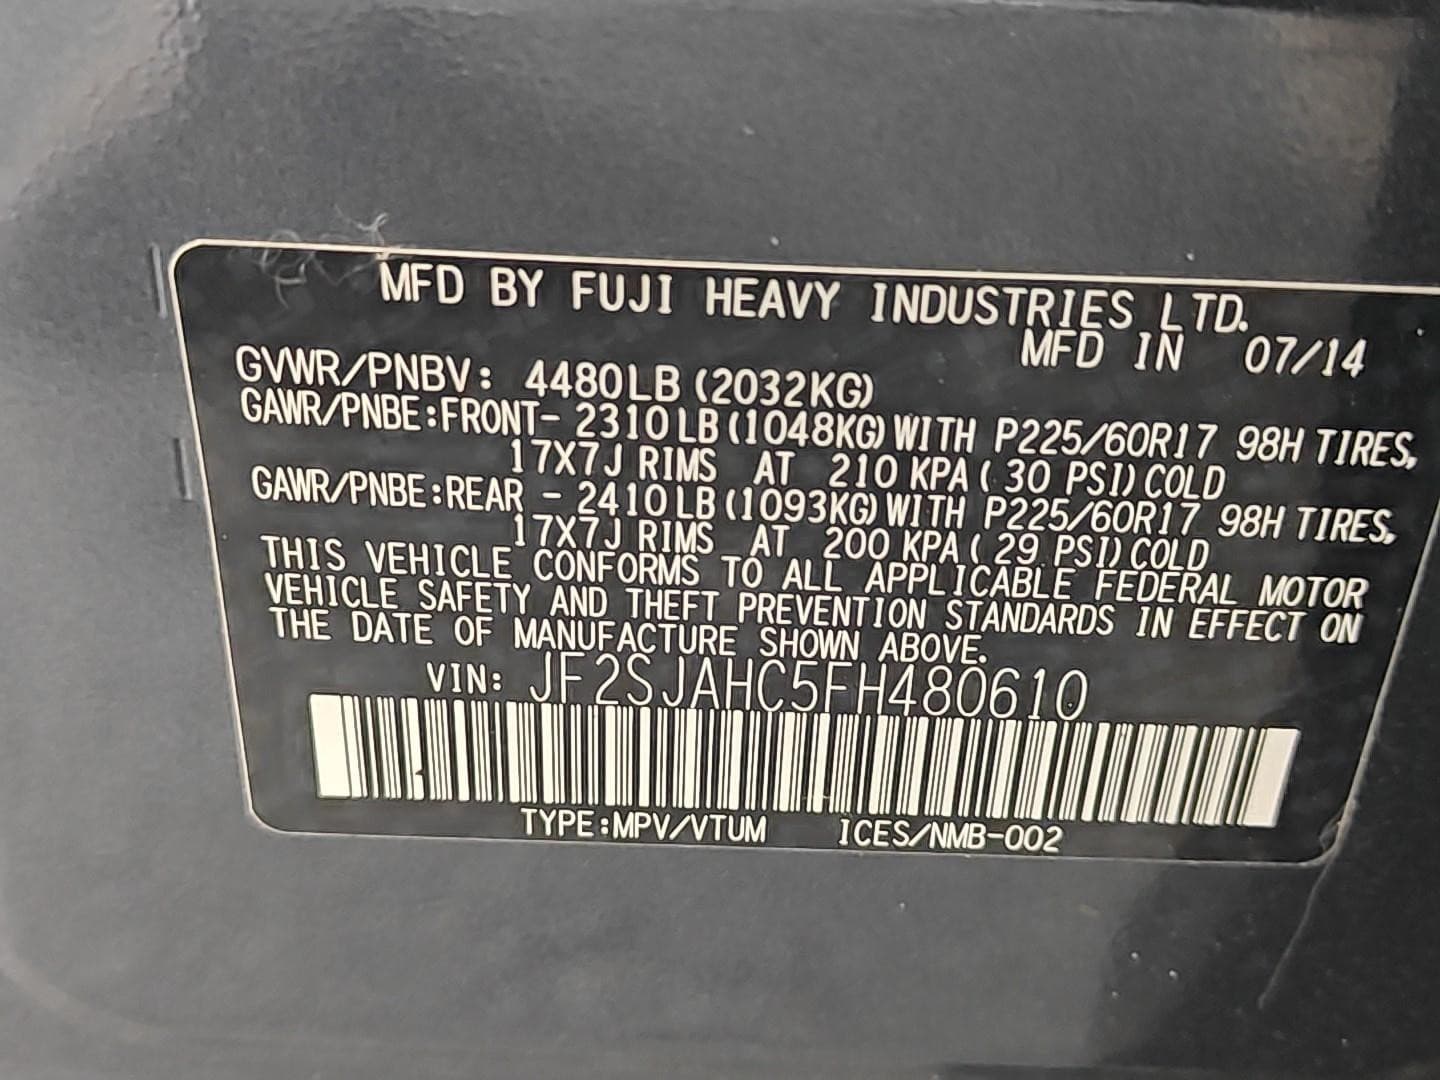 MFD BY FUJI HEAVY INDUSTRIES LTD.
MFD IN 07/14
GVWR/PNBV: 4480LB (2032KG)
GAWR/PNBE:FRONT- 2310LB (1048KG) WITH P225/60R17 98H TIRES,
17X7J RIMS AT 210 KPA ( 30 PSI) COLD
GAWR/PNBE:REAR - 2410LB (1093KG) WITH P225/60R17 98H TIRES,
17X7J RIMS AT 200 KPA ( 29 PSI) COLD
THIS VEHICLE CONFORMS TO ALL APPLICABLE FEDERAL MOTOR
VEHICLE SAFETY AND THEFT PREVENTION STANDARDS IN EFFECT ON
THE DATE OF MANUFACTURE SHOWN ABOVE.
VIN: JF2SJAHC5FH480610
TYPE:MPV/VTUM ICES/NMB-002